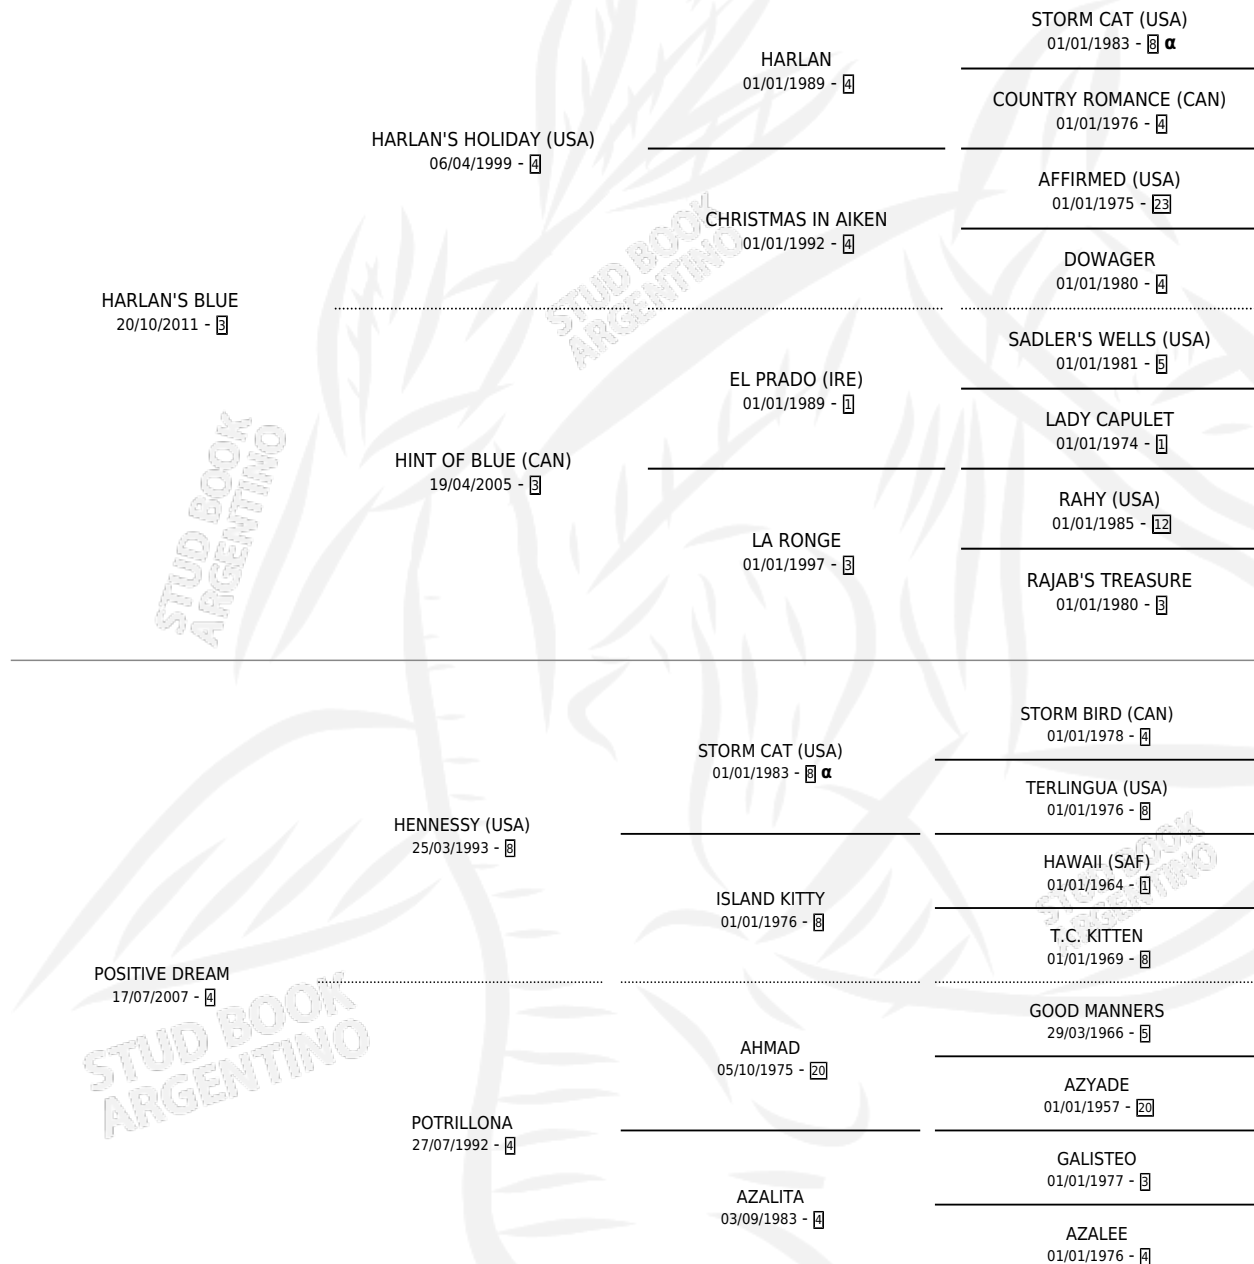 STORM CAT (USA)
01/01/1983 - 8 α
HARLAN
01/01/1989 - 4
COUNTRY ROMANCE (CAN)
01/01/1976 - 4
HARLAN'S HOLIDAY (USA)
06/04/1999 - 4
AFFIRMED (USA)
01/01/1975 - 23
CHRISTMAS IN AIKEN
01/01/1992 - 4
DOWAGER
01/01/1980 - 4
HARLAN'S BLUE
20/10/2011 - 3
SADLER'S WELLS (USA)
01/01/1981 - 5
EL PRADO (IRE)
01/01/1989 - 1
LADY CAPULET
01/01/1974 - 1
HINT OF BLUE (CAN)
19/04/2005 - 3
RAHY (USA)
01/01/1985 - 12
LA RONGE
01/01/1997 - 3
RAJAB'S TREASURE
01/01/1980 - 3
STORM BIRD (CAN)
01/01/1978 - 4
STORM CAT (USA)
01/01/1983 - 8 α
TERLINGUA (USA)
01/01/1976 - 8
HENNESSY (USA)
25/03/1993 - 8
HAWAII (SAF)
01/01/1964 - 1
ISLAND KITTY
01/01/1976 - 8
T.C. KITTEN
01/01/1969 - 8
POSITIVE DREAM
17/07/2007 - 4
GOOD MANNERS
29/03/1966 - 5
AHMAD
05/10/1975 - 20
AZYADE
01/01/1957 - 20
POTRILLONA
27/07/1992 - 4
GALISTEO
01/01/1977 - 3
AZALITA
03/09/1983 - 4
AZALEE
01/01/1976 - 4
STUD BOOK
ARGENTINO
STUD BOOK
ARGENTINO
STUD BOOK
ARGENTINO
STUD BOOK
ARGENTINO